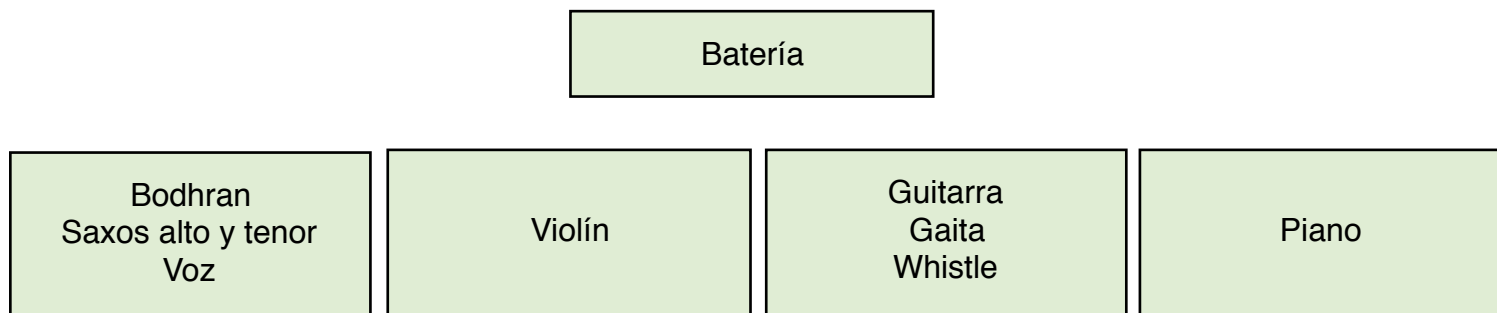 Batería
Bodhran
Saxos alto y tenor
Voz
Violín
Guitarra
Gaita
Whistle
Piano